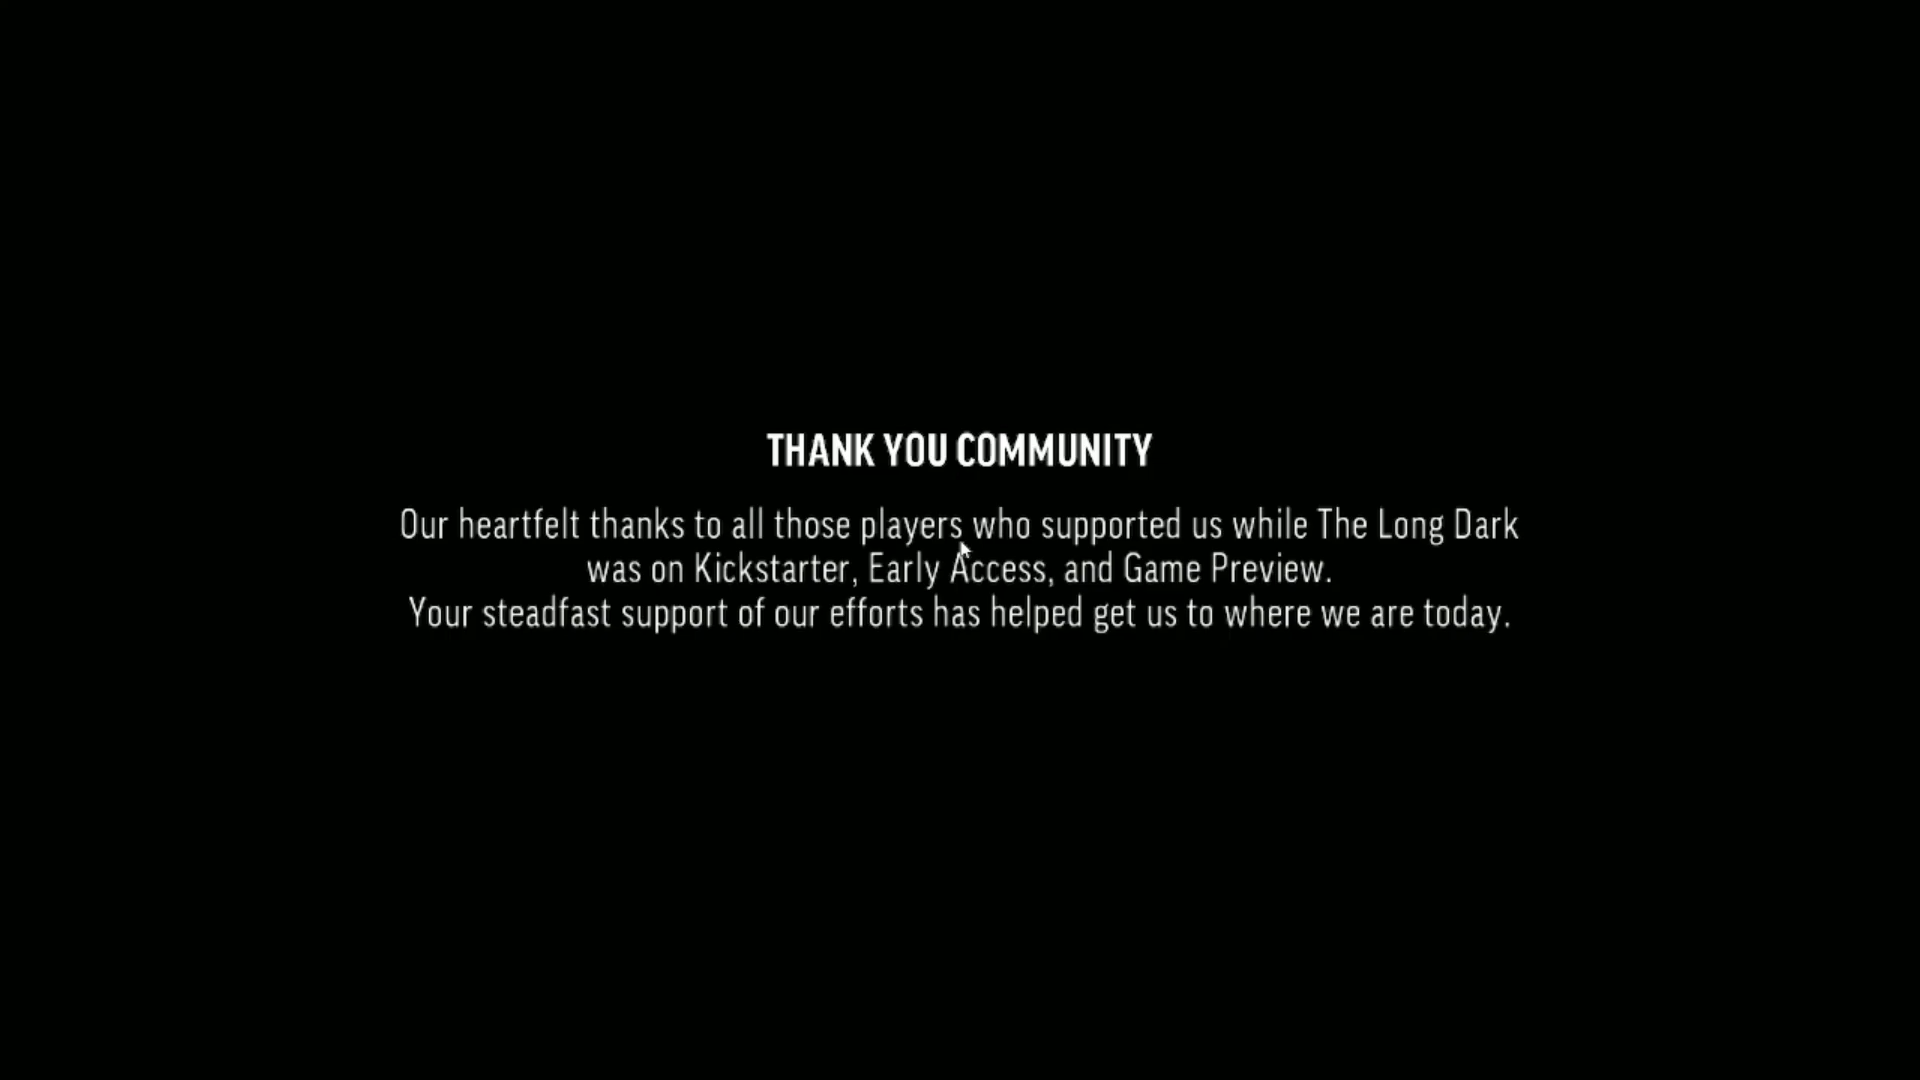 THANK YOU COMMUNITY
Our heartfelt thanks to all those players who supported us while The Long Dark
was on Kickstarter, Early Access, and Game Preview.
Your steadfast support of our efforts has helped get us to where we are today.